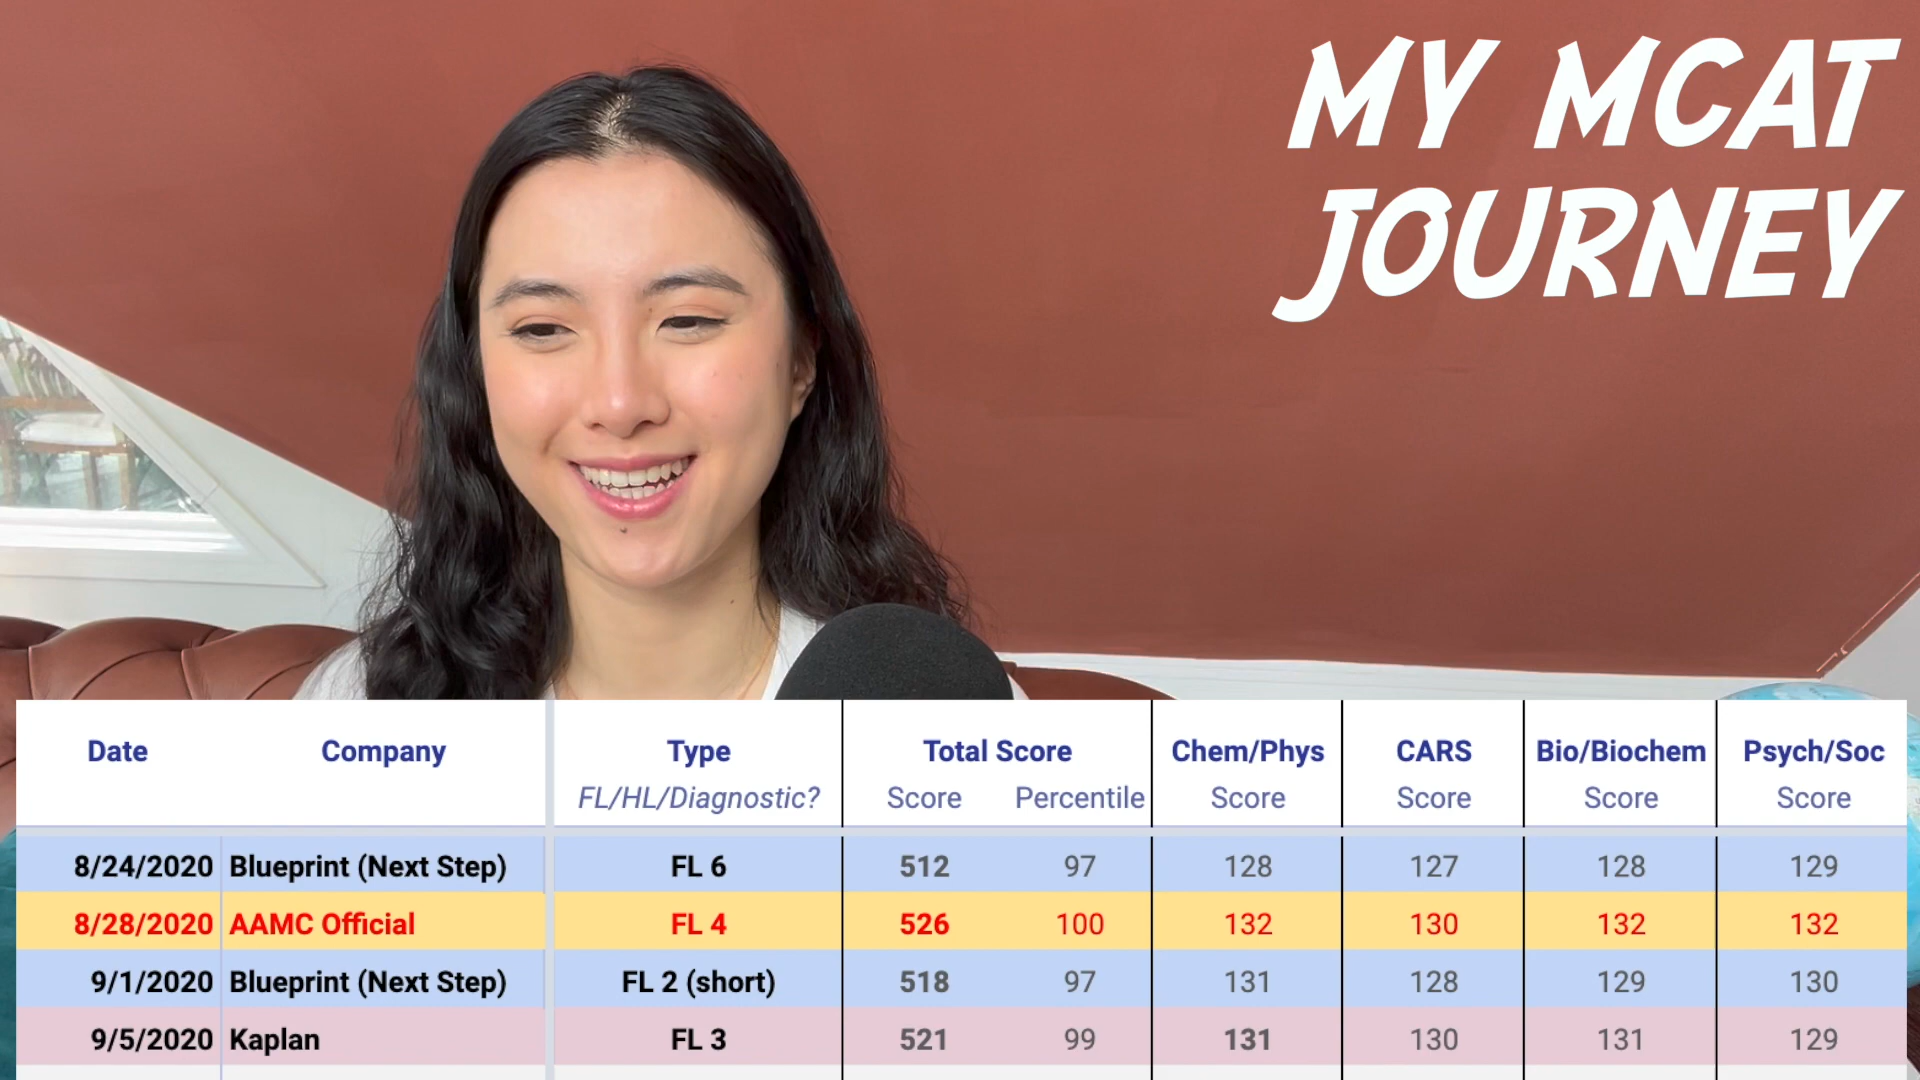 MY MCAT
JOURNEY
Date Company Type Total Score Chem/Phys CARS Bio/Biochem Psych/Soc
FL/HL/Diagnostic? Score Percentile Score Score Score Score
8/24/2020 Blueprint (Next Step) FL 6 512 97 128 127 128 129
8/28/2020 AAMC Official FL 4 526 100 132 130 132 132
9/1/2020 Blueprint (Next Step) FL 2 (short) 518 97 131 128 129 130
9/5/2020 Kaplan FL 3 521 99 131 130 131 129